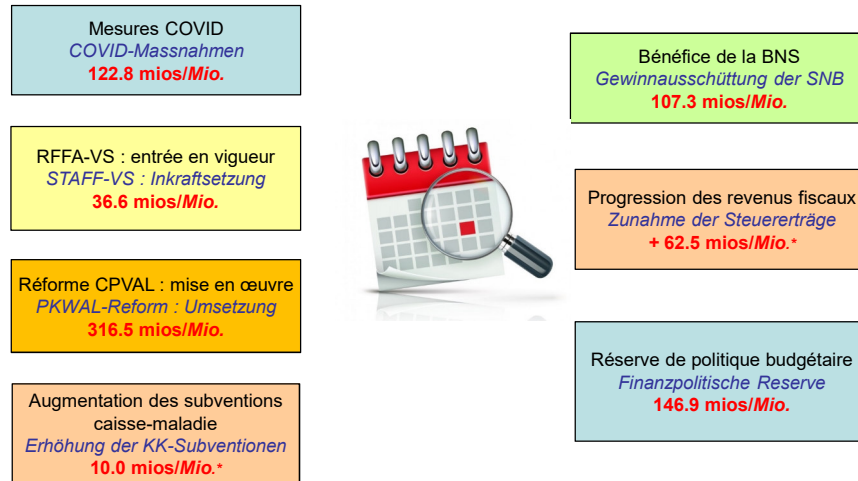 Mesures COVID
COVID-Massnahmen
122.8 mios/Mio.
RFFA-VS : entrée en vigueur
STAFF-VS : Inkraftsetzung
36.6 mios/Mio.
Réforme CPVAL : mise en œuvre
PKWAL-Reform : Umsetzung
316.5 mios/Mio.
Augmentation des subventions
caisse-maladie
Erhöhung der KK-Subventionen
10.0 mios/Mio.*
Bénéfice de la BNS
Gewinnausschüttung der SNB
107.3 mios/Mio.
Progression des revenus fiscaux
Zunahme der Steuererträge
+ 62.5 mios/Mio.*
Réserve de politique budgétaire
Finanzpolitische Reserve
146.9 mios/Mio.